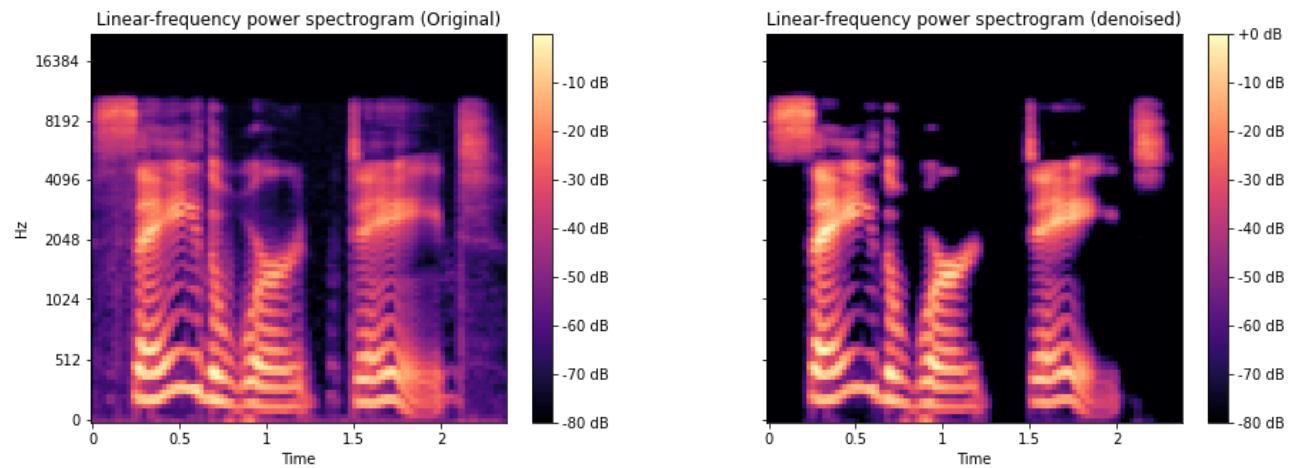 Linear-frequency power spectrogram (Original)
16384
8192
4096
2048
1024
512
0
Hz
0
0.5
1
1.5
2
Time
-10 dB
-20 dB
-30 dB
-40 dB
-50 dB
-60 dB
-70 dB
-80 dB
Linear-frequency power spectrogram (denoised)
0
0.5
1
1.5
2
Time
+0 dB
-10 dB
-20 dB
-30 dB
-40 dB
-50 dB
-60 dB
-70 dB
-80 dB